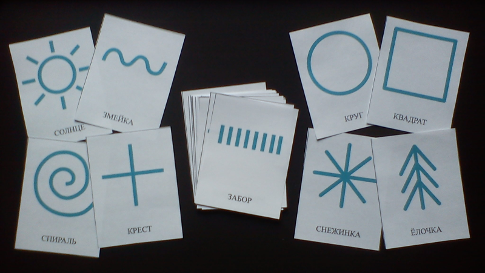 СОЛНЦЕ
ЗМЕЙКА
КРУГ
КВАДРАТ
ЗАБОР
СПИРАЛЬ
КРЕСТ
СНЕЖИНКА
ЁЛОЧКА